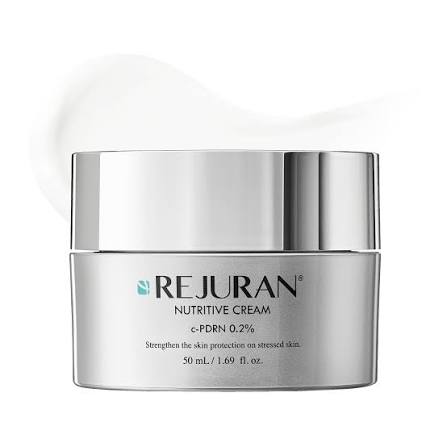 REJURAN®
NUTRITIVE CREAM
c-PDRN 0.2%
Strengthen the skin protection on stressed skin.
50 mL / 1.69 fl. oz.